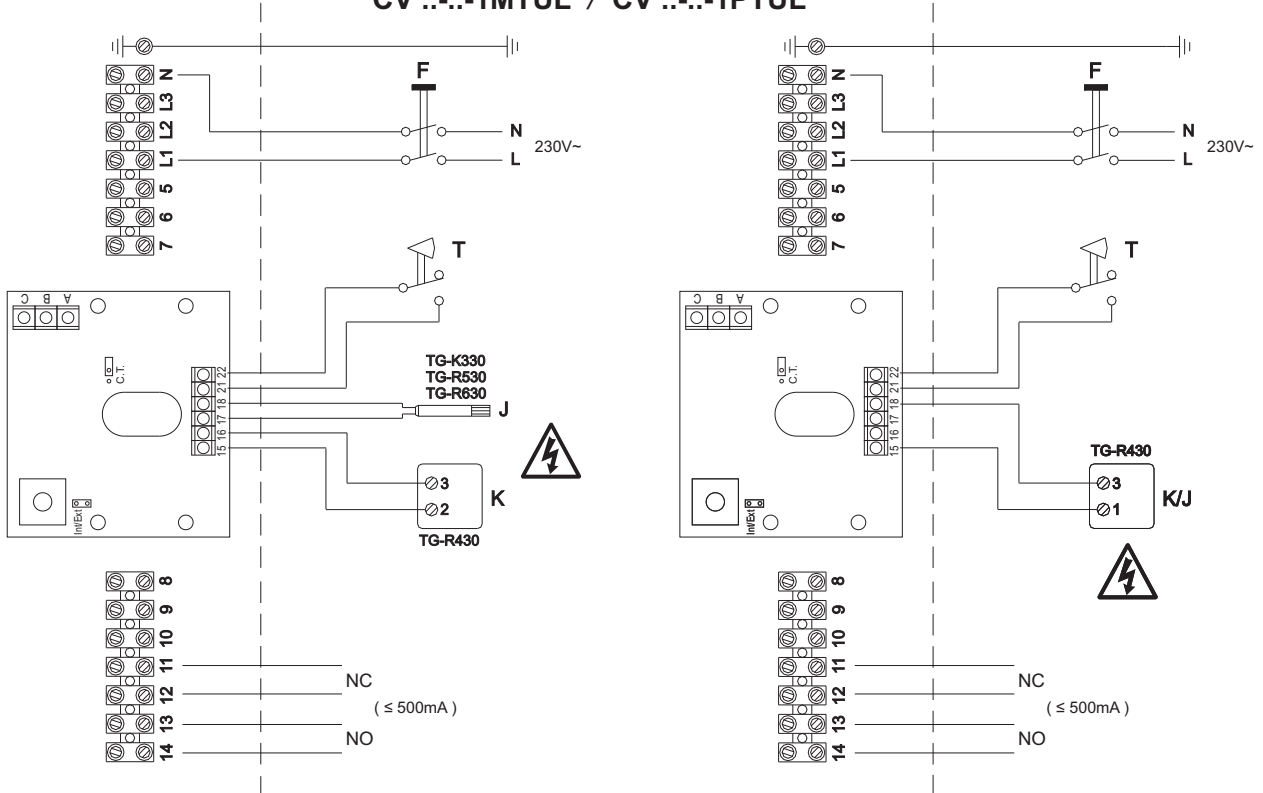 CV ..-..-1MTUE / CV ..-..-1PTUE
N
L3
L2
L1
5
6
7
F
N
L
230V~
T
C B A
C.T.
22
21
18
17
16
15
Int/Ext
TG-K330
TG-R530
TG-R630
J
3
2
K
TG-R430
8
9
10
11
12
13
14
NC
( ≤ 500mA )
NO
N
L3
L2
L1
5
6
7
F
N
L
230V~
T
C B A
C.T.
22
21
18
17
16
15
Int/Ext
TG-R430
3
1
K/J
8
9
10
11
12
13
14
NC
( ≤ 500mA )
NO